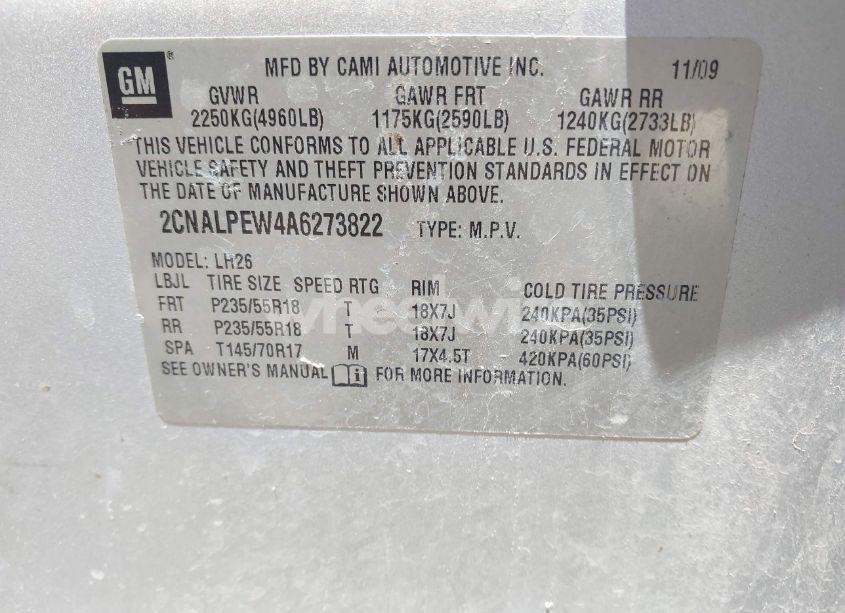 GM ® MFD BY CAMI AUTOMOTIVE INC. 11/09
GVWR GAWR FRT GAWR RR
2250KG(4960LB) 1175KG(2590LB) 1240KG(2733LB)
THIS VEHICLE CONFORMS TO ALL APPLICABLE U.S. FEDERAL MOTOR
VEHICLE SAFETY AND THEFT PREVENTION STANDARDS IN EFFECT ON
THE DATE OF MANUFACTURE SHOWN ABOVE.
2CNALPEW4A6273822 TYPE: M.P.V.
MODEL: LH26
LBJL TIRE SIZE SPEED RTG RIM COLD TIRE PRESSURE
FRT P235/55R18 T 18X7J 240KPA(35PSI)
RR P235/55R18 T 18X7J 240KPA(35PSI)
SPA T145/70R17 M 17X4.5T 420KPA(60PSI)
SEE OWNER'S MANUAL i FOR MORE INFORMATION.